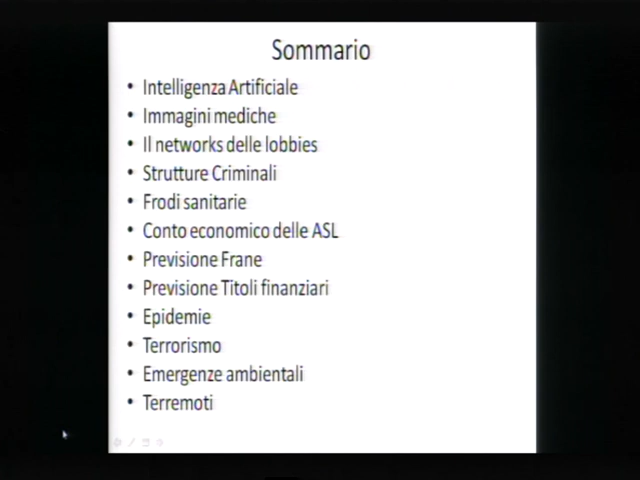 Sommario
• Intelligenza Artificiale
• Immagini mediche
• Il networks delle lobbies
• Strutture Criminali
• Frodi sanitarie
• Conto economico delle ASL
• Previsione Frane
• Previsione Titoli finanziari
• Epidemie
• Terrorismo
• Emergenze ambientali
• Terremoti